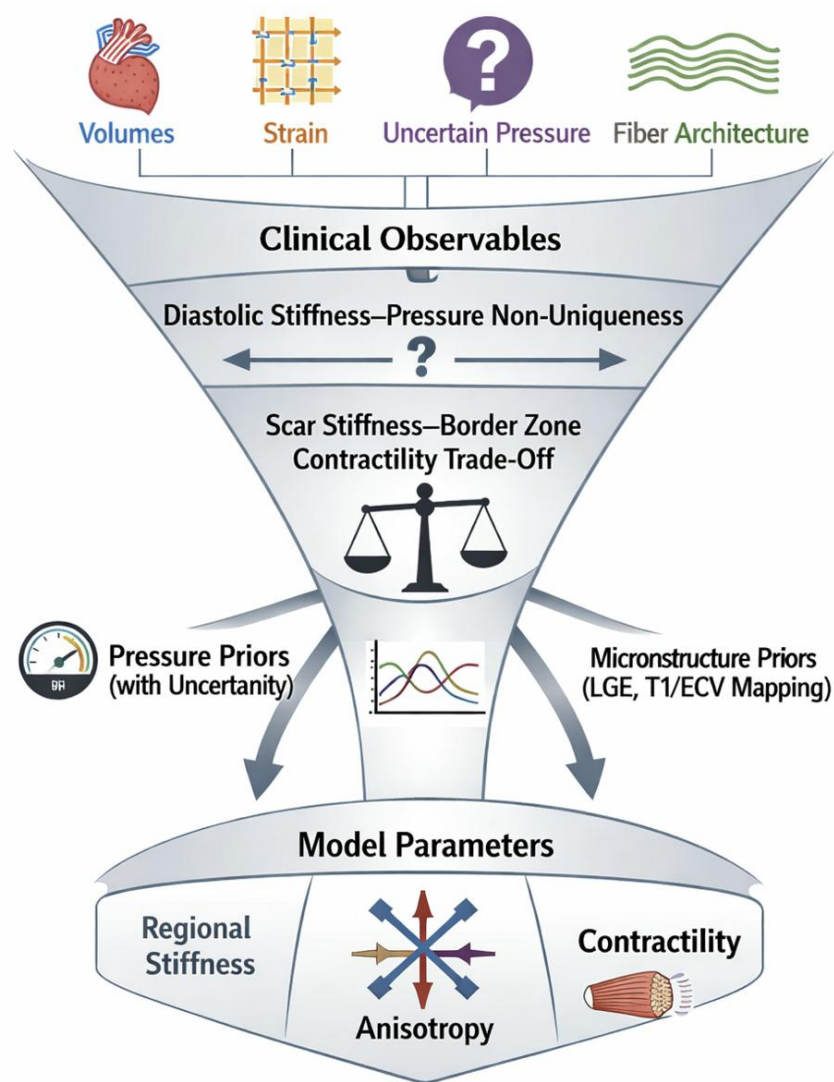 Volumes
Strain
Uncertain Pressure
Fiber Architecture
?
Clinical Observables
Diastolic Stiffness–Pressure Non-Uniqueness
?
Scar Stiffness–Border Zone
Contractility Trade-Off
Pressure Priors
(with Uncertanity)
Micronstructure Priors
(LGE, T1/ECV Mapping)
Model Parameters
Regional
Stiffness
Anisotropy
Contractility